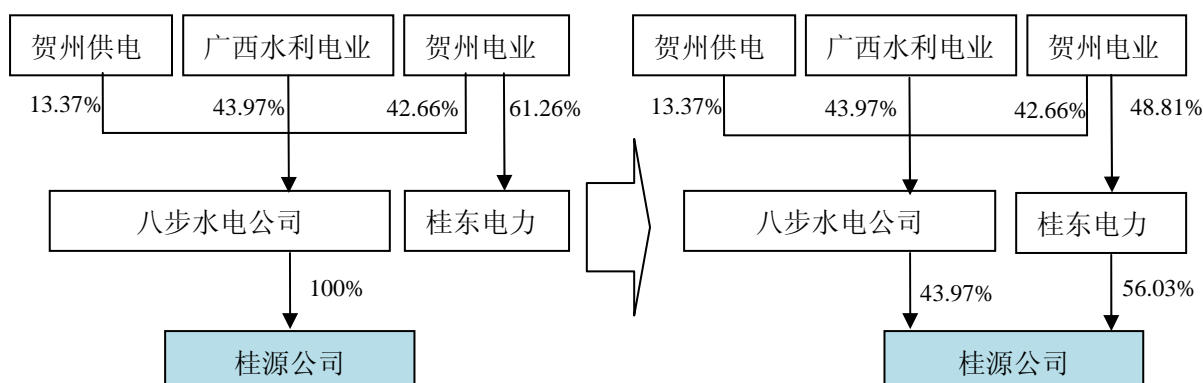 贺州供电 广西水利电业 贺州电业
13.37% 43.97% 42.66% 61.26%
八步水电公司 桂东电力
100%
桂源公司
贺州供电 广西水利电业 贺州电业
13.37% 43.97% 42.66% 48.81%
八步水电公司 桂东电力
43.97% 56.03%
桂源公司